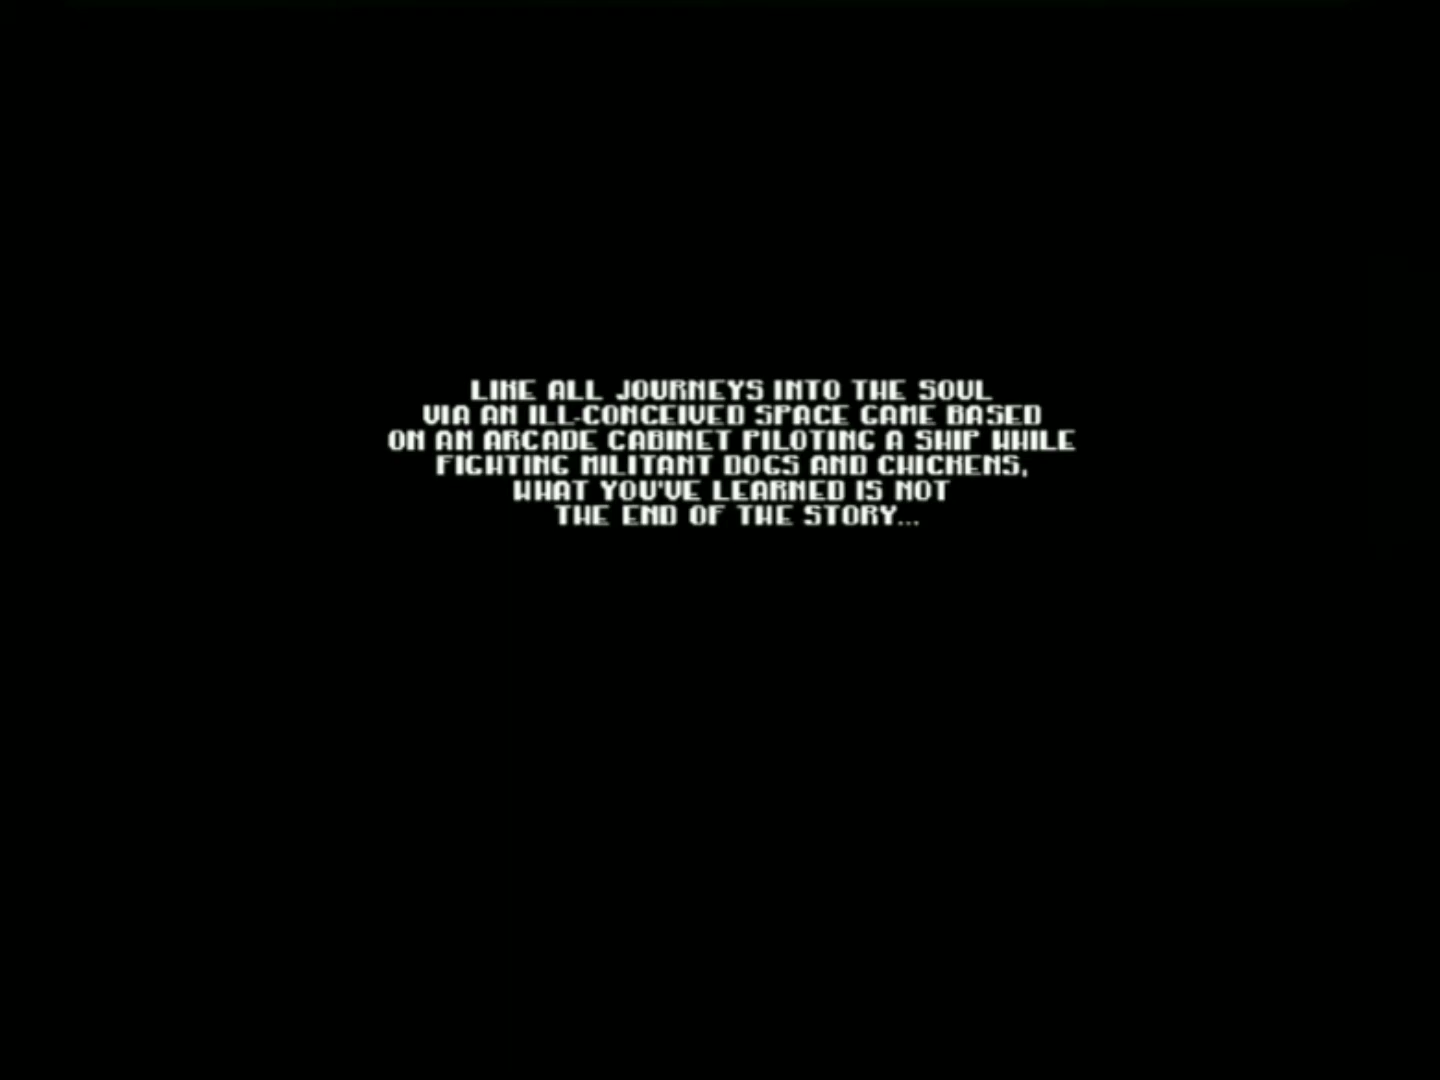 LIKE ALL JOURNEYS INTO THE SOUL
VIA AN ILL-CONCEIVED SPACE GAME BASED
ON AN ARCADE CABINET PILOTING A SHIP WHILE
FIGHTING MILITANT DOGS AND CHICKENS,
WHAT YOU'VE LEARNED IS NOT
THE END OF THE STORY...